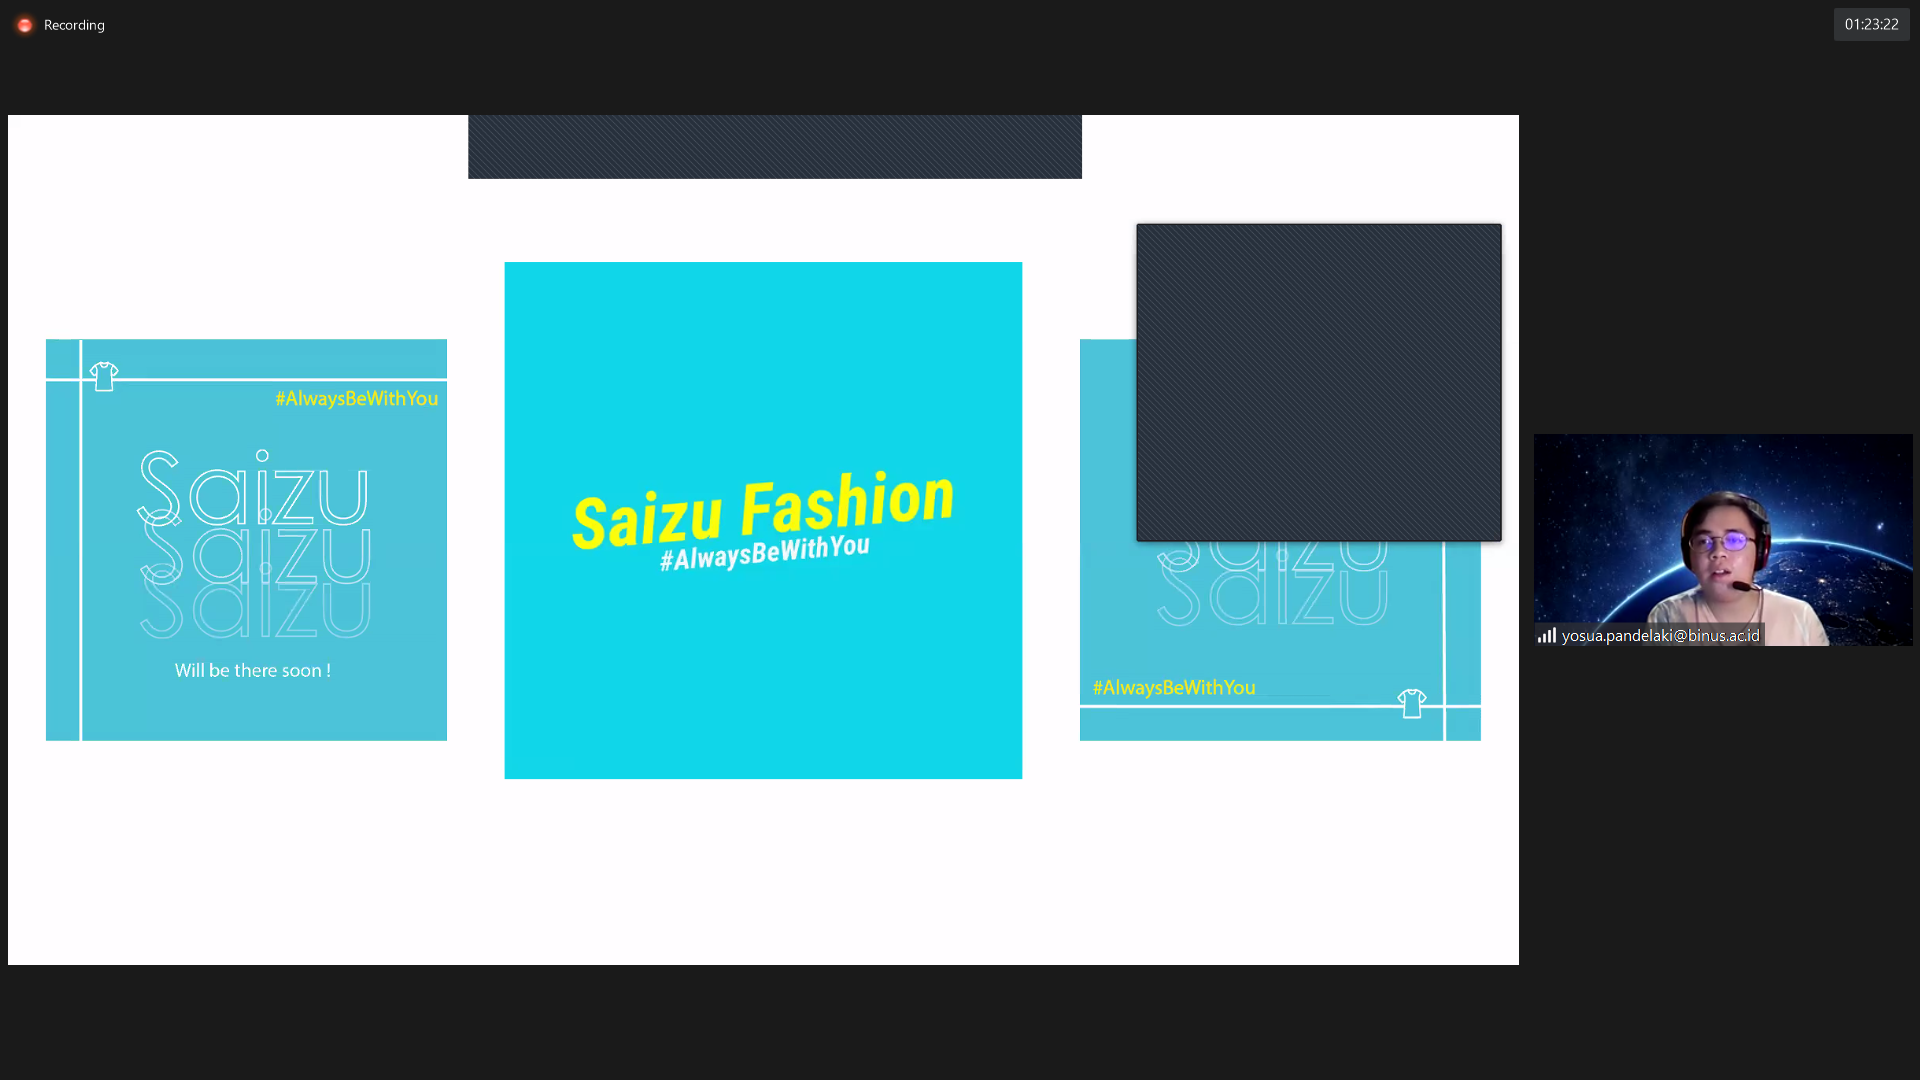 Recording
01:23:22
#AlwaysBeWithYou
Saizu
Saizu
Saizu
Will be there soon !
Saizu Fashion
#AlwaysBeWithYou
Saizu
Saizu
#AlwaysBeWithYou
yosua.pandelaki@binus.ac.id